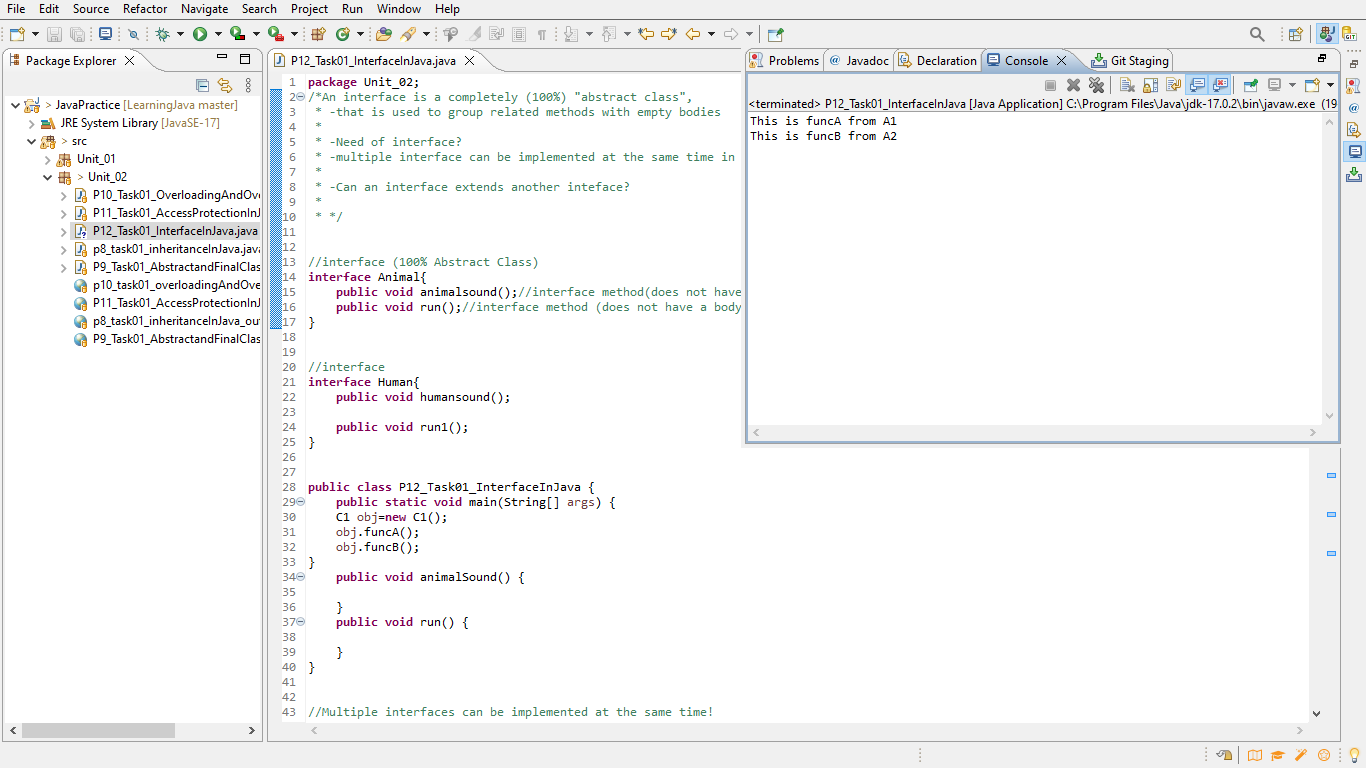 File Edit Source Refactor Navigate Search Project Run Window Help
Package Explorer
> JavaPractice [LearningJava master]
JRE System Library [JavaSE-17]
> src
Unit_01
> Unit_02
P10_Task01_OverloadingAndOve
P11_Task01_AccessProtectionInJ
P12_Task01_InterfaceInJava.java
p8_task01_inheritanceInJava.java
P9_Task01_AbstractandFinalClas
p10_task01_overloadingAndOve
P11_Task01_AccessProtectionInJ
p8_task01_inheritanceInJava_ou
P9_Task01_AbstractandFinalClas
P12_Task01_InterfaceInJava.java
1 package Unit_02;
2 /*An interface is a completely (100%) "abstract class",
3 * -that is used to group related methods with empty bodies
4 *
5 * -Need of interface?
6 * -multiple interface can be implemented at the same time in
7 *
8 * -Can an interface extends another inteface?
9 *
10 * */
11
12
13 //interface (100% Abstract Class)
14 interface Animal{
15 public void animalsound();//interface method(does not have
16 public void run();//interface method (does not have a body
17 }
18
19
20 //interface
21 interface Human{
22 public void humansound();
23
24 public void run1();
25 }
26
27
28 public class P12_Task01_InterfaceInJava {
29 public static void main(String[] args) {
30 C1 obj=new C1();
31 obj.funcA();
32 obj.funcB();
33 }
34 public void animalSound() {
35
36 }
37 public void run() {
38
39 }
40 }
41
42
43 //Multiple interfaces can be implemented at the same time!
Problems @ Javadoc Declaration Console Git Staging
<terminated> P12_Task01_InterfaceInJava [Java Application] C:\Program Files\Java\jdk-17.0.2\bin\javaw.exe (19
This is funcA from A1
This is funcB from A2